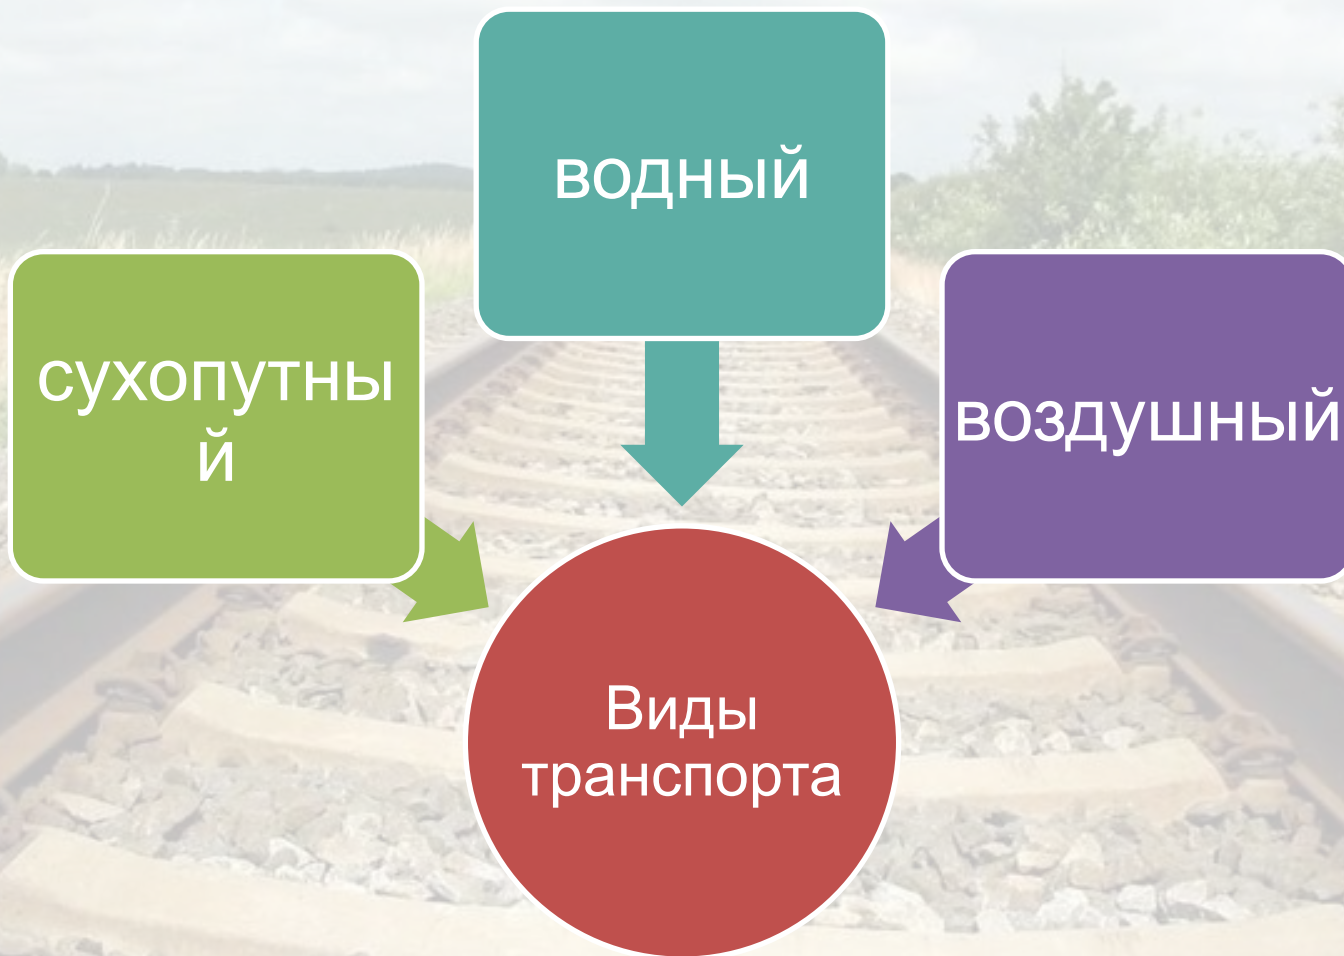 водный
сухопутны
й
воздушный
Виды
транспорта